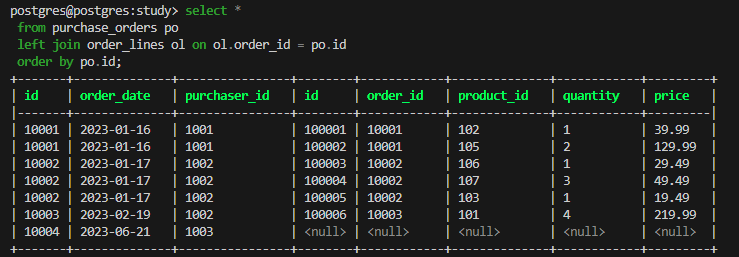 postgres@postgres:study> select *
from purchase_orders po
left join order_lines ol on ol.order_id = po.id
order by po.id;
+-------+------------+--------------+--------+----------+------------+----------+--------+
| id    | order_date | purchaser_id | id     | order_id | product_id | quantity | price  |
|-------+------------+--------------+--------+----------+------------+----------+--------|
| 10001 | 2023-01-16 | 1001         | 100001 | 10001    | 102        | 1        | 39.99  |
| 10001 | 2023-01-16 | 1001         | 100002 | 10001    | 105        | 2        | 129.99 |
| 10002 | 2023-01-17 | 1002         | 100003 | 10002    | 106        | 1        | 29.49  |
| 10002 | 2023-01-17 | 1002         | 100004 | 10002    | 107        | 3        | 49.49  |
| 10002 | 2023-01-17 | 1002         | 100005 | 10002    | 103        | 1        | 19.49  |
| 10003 | 2023-02-19 | 1002         | 100006 | 10003    | 101        | 4        | 219.99 |
| 10004 | 2023-06-21 | 1003         | <null> | <null>   | <null>     | <null>   | <null> |
+-------+------------+--------------+--------+----------+------------+----------+--------+